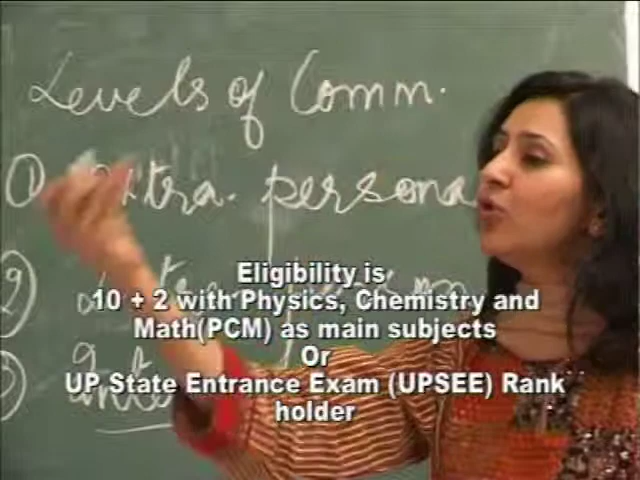 Levels of Comm.
① Intra. persona
②
Eligibility is
10 + 2 with Physics, Chemistry and
Math(PCM) as main subjects
Or
UP State Entrance Exam (UPSEE) Rank
holder